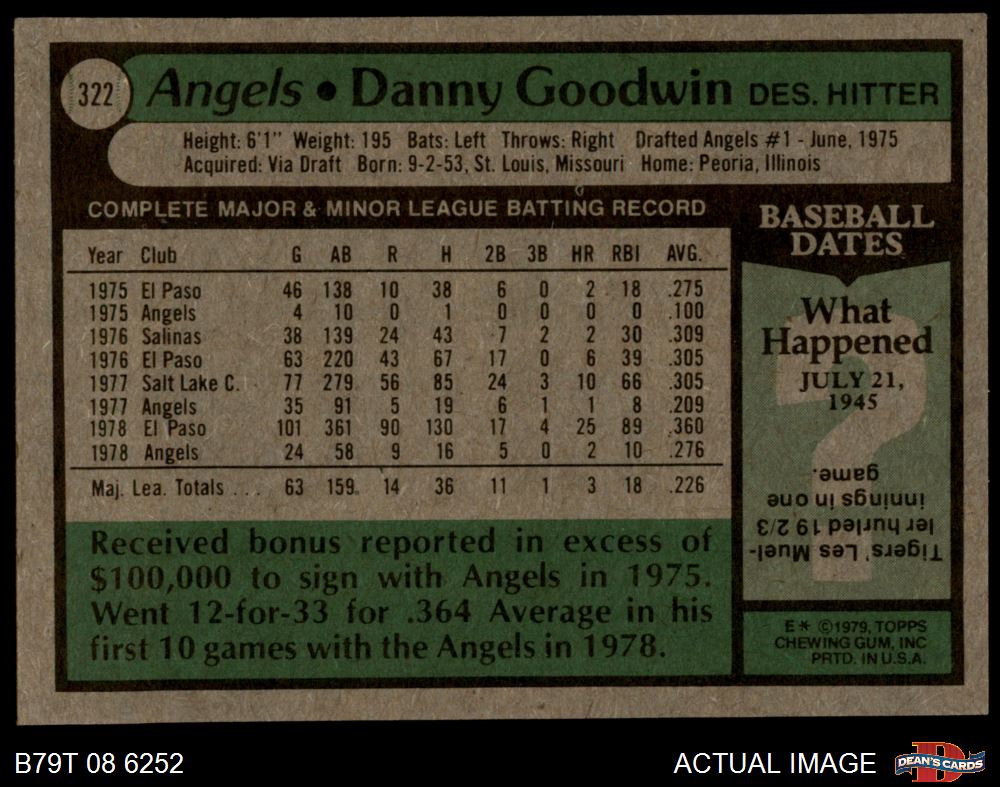 322 Angels • Danny Goodwin DES. HITTER
Height: 6'1" Weight: 195 Bats: Left Throws: Right Drafted Angels #1 - June, 1975
Acquired: Via Draft Born: 9-2-53, St. Louis, Missouri Home: Peoria, Illinois
COMPLETE MAJOR & MINOR LEAGUE BATTING RECORD
Year Club G AB R H 2B 3B HR RBI AVG.
1975 El Paso 46 138 10 38 6 0 2 18 .275
1975 Angels 4 10 0 1 0 0 0 0 .100
1976 Salinas 38 139 24 43 7 2 2 30 .309
1976 El Paso 63 220 43 67 17 0 6 39 .305
1977 Salt Lake C. 77 279 56 85 24 3 10 66 .305
1977 Angels 35 91 5 19 6 1 1 8 .209
1978 El Paso 101 361 90 130 17 4 25 89 .360
1978 Angels 24 58 9 16 5 0 2 10 .276
Maj. Lea. Totals ... 63 159 14 36 11 1 3 18 .226
Received bonus reported in excess of
$100,000 to sign with Angels in 1975.
Went 12-for-33 for .364 Average in his
first 10 games with the Angels in 1978.
BASEBALL
DATES
What
Happened
JULY 21,
1945
?
Tigers' Les Muel-
ler hurled 19 2/3
innings in one
game.
E* ©1979, TOPPS
CHEWING GUM, INC
PRTD. IN U.S.A.
B79T 08 6252
ACTUAL IMAGE
D
DEAN'S CARDS